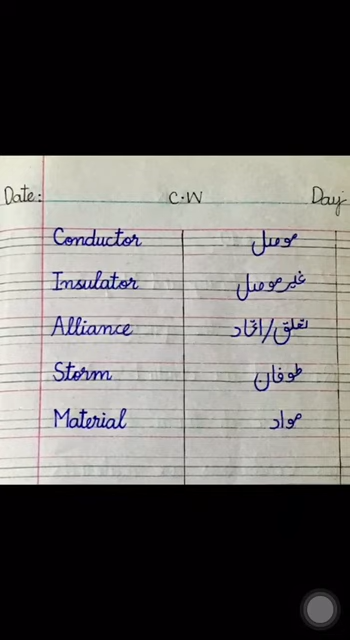 Date: C.W Day
Conductor موصل
Insulator غیر موصل
Alliance تعلق/اتحاد
Storm طوفان
Material مواد